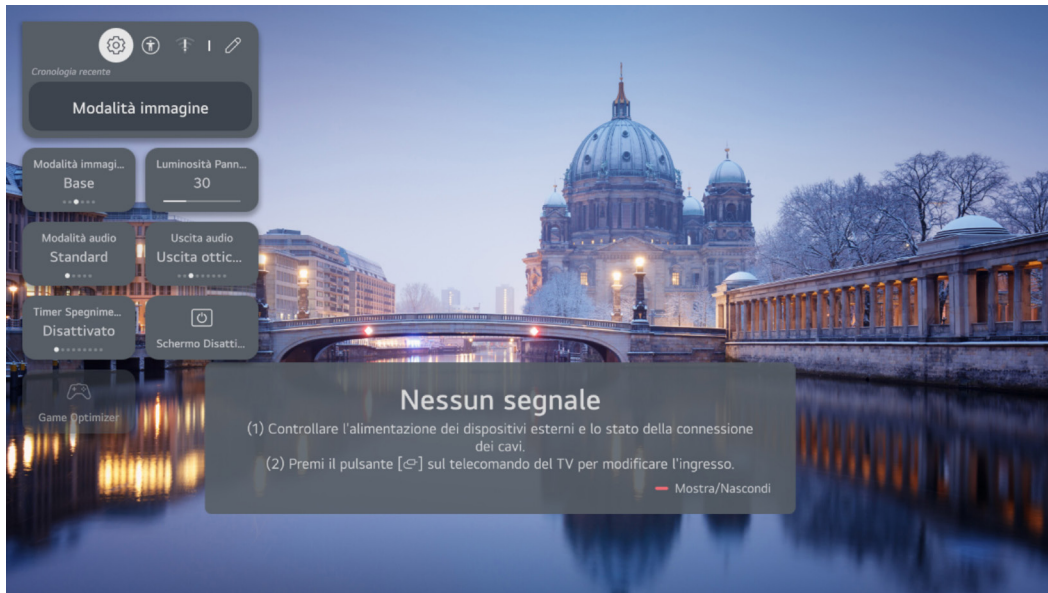 Cronologia recente
Modalità immagine
Modalità immagi...
Base
Luminosità Pann...
30
Modalità audio
Standard
Uscita audio
Uscita ottic...
Timer Spegnime...
Disattivato
Schermo Disatti...
Game Optimizer
Nessun segnale
(1) Controllare l'alimentazione dei dispositivi esterni e lo stato della connessione
dei cavi.
(2) Premi il pulsante [ ] sul telecomando del TV per modificare l'ingresso.
Mostra/Nascondi